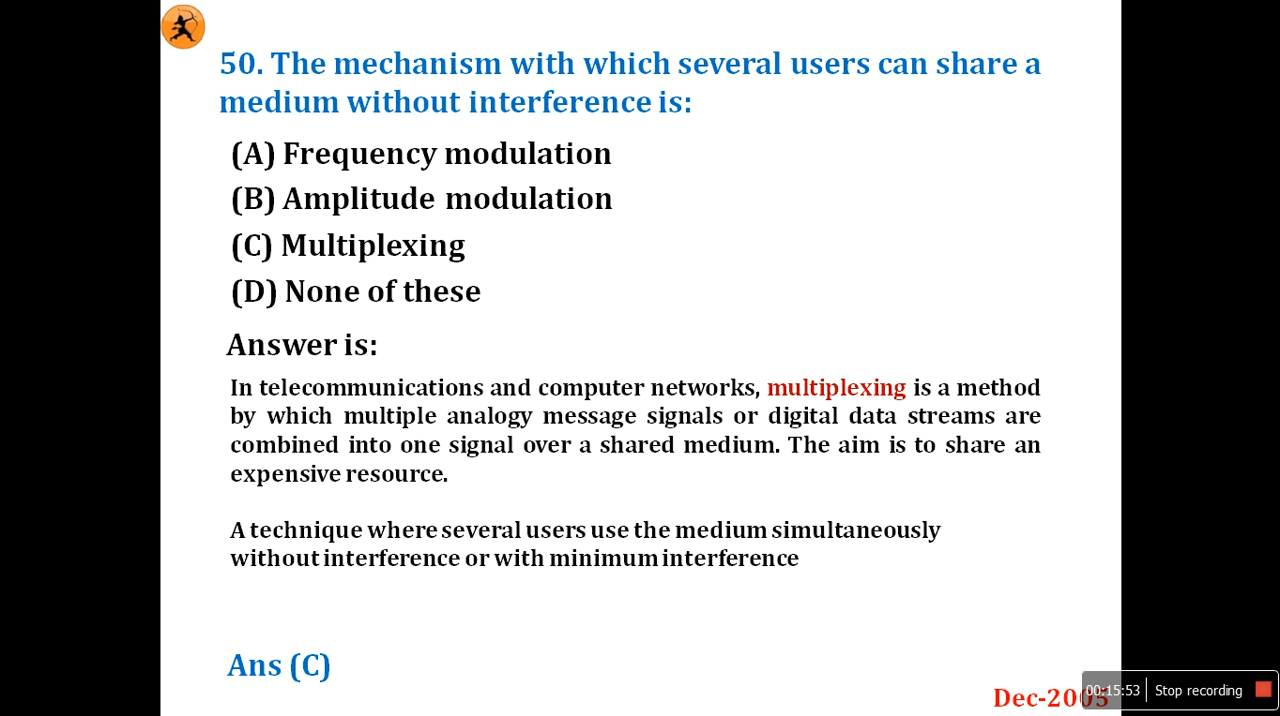 50. The mechanism with which several users can share a
medium without interference is:
(A) Frequency modulation
(B) Amplitude modulation
(C) Multiplexing
(D) None of these
Answer is:
In telecommunications and computer networks, multiplexing is a method
by which multiple analogy message signals or digital data streams are
combined into one signal over a shared medium. The aim is to share an
expensive resource.
A technique where several users use the medium simultaneously
without interference or with minimum interference
Ans (C)
Dec-2005
00:15:53 Stop recording